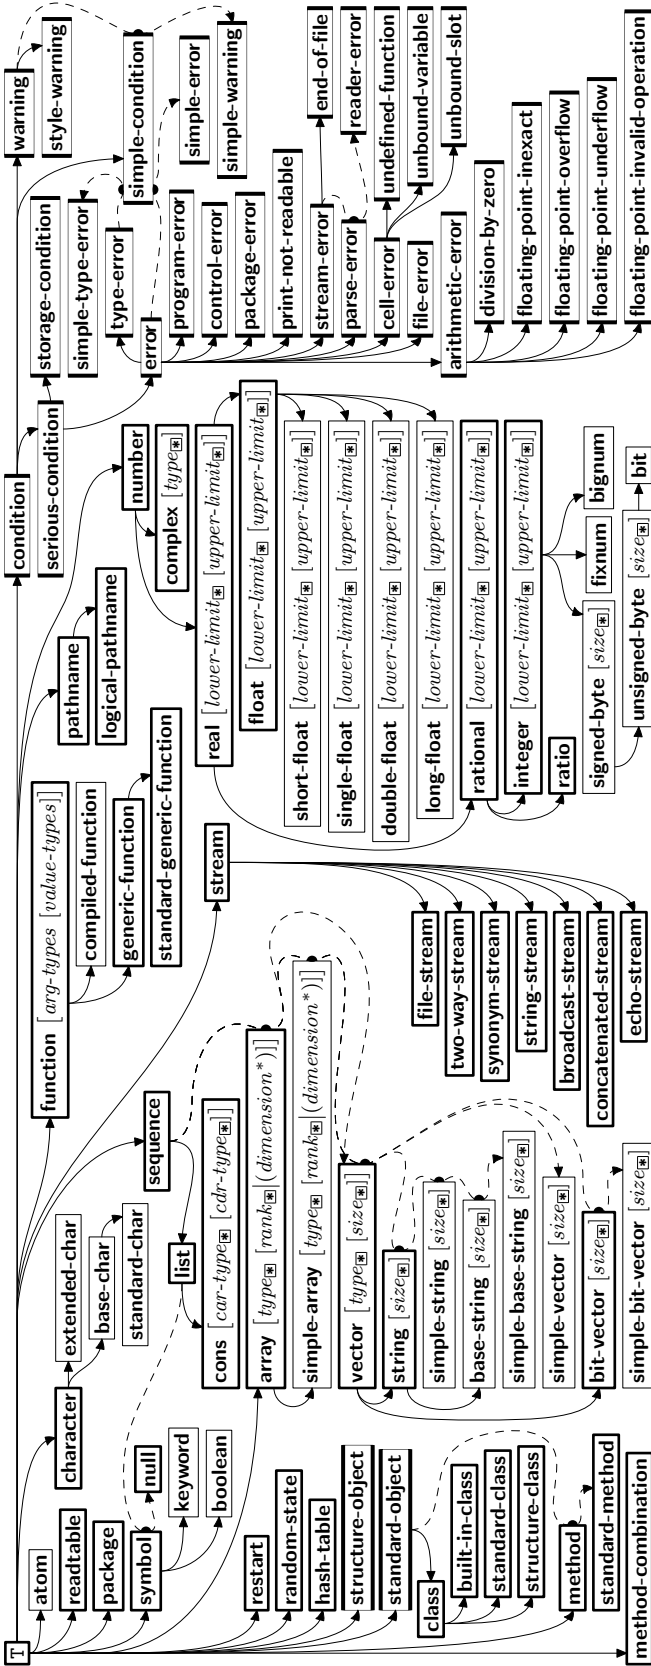 T
atom
readtable
package
symbol
null
keyword
boolean
restart
random-state
hash-table
structure-object
standard-object
class
built-in-class
standard-class
structure-class
method
standard-method
method-combination
character
extended-char
base-char
standard-char
sequence
list
cons [car-type⁎ [cdr-type⁎]]
array [type⁎ [rank⁎|(dimension*)]]
simple-array [type⁎ [rank⁎|(dimension*)]]
vector [type⁎ [size⁎]]
string [size⁎]
simple-string [size⁎]
base-string [size⁎]
simple-base-string [size⁎]
simple-vector [size⁎]
bit-vector [size⁎]
simple-bit-vector [size⁎]
function [arg-types [value-types]]
compiled-function
generic-function
standard-generic-function
stream
file-stream
two-way-stream
synonym-stream
string-stream
broadcast-stream
concatenated-stream
echo-stream
pathname
logical-pathname
number
complex [type⁎]
real [lower-limit⁎ [upper-limit⁎]]
float [lower-limit⁎ [upper-limit⁎]]
short-float [lower-limit⁎ [upper-limit⁎]]
single-float [lower-limit⁎ [upper-limit⁎]]
double-float [lower-limit⁎ [upper-limit⁎]]
long-float [lower-limit⁎ [upper-limit⁎]]
rational [lower-limit⁎ [upper-limit⁎]]
integer [lower-limit⁎ [upper-limit⁎]]
ratio
signed-byte [size⁎]
fixnum
bignum
unsigned-byte [size⁎]
bit
condition
serious-condition
storage-condition
simple-type-error
type-error
error
program-error
control-error
package-error
print-not-readable
stream-error
end-of-file
parse-error
reader-error
cell-error
undefined-function
unbound-variable
unbound-slot
file-error
arithmetic-error
division-by-zero
floating-point-inexact
floating-point-overflow
floating-point-underflow
floating-point-invalid-operation
warning
style-warning
simple-condition
simple-error
simple-warning